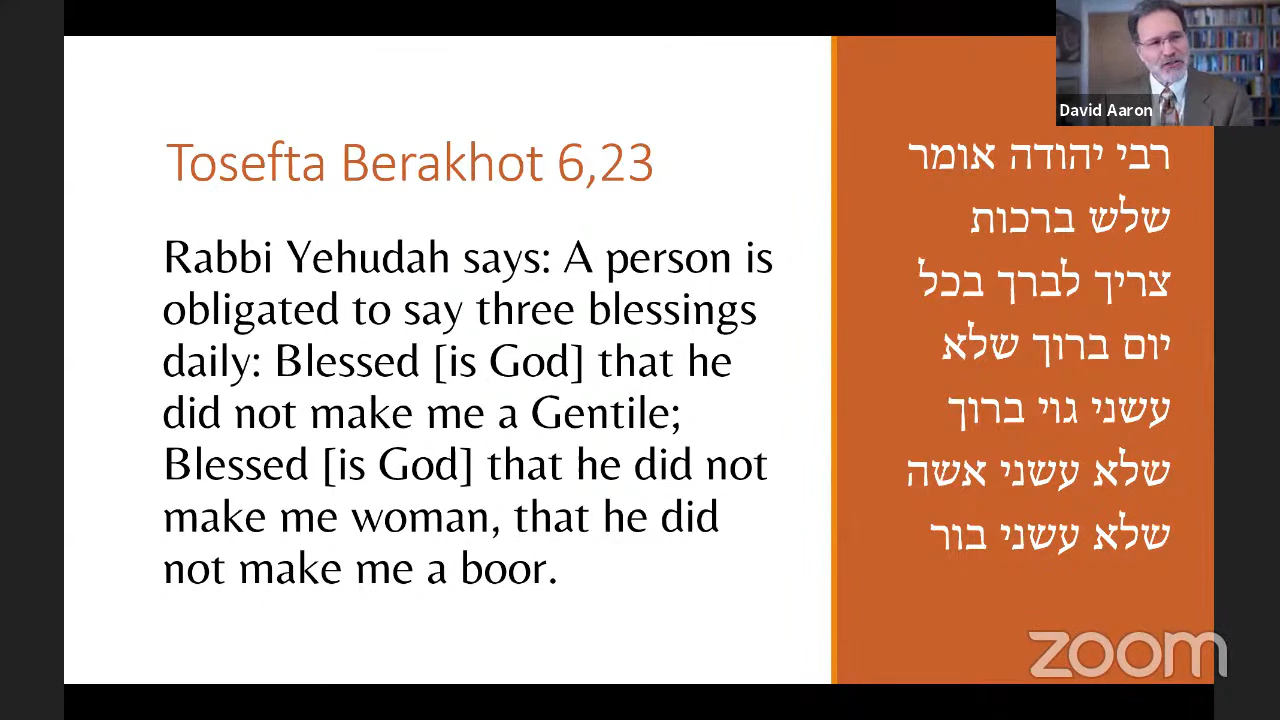 Tosefta Berakhot 6,23
Rabbi Yehudah says: A person is
obligated to say three blessings
daily: Blessed [is God] that he
did not make me a Gentile;
Blessed [is God] that he did not
make me woman, that he did
not make me a boor.
David Aaron
רבי יהודה אומר
שלש ברכות
צריך לברך בכל
יום ברוך שלא
עשני גוי ברוך
שלא עשני אשה
שלא עשני בור
zoom